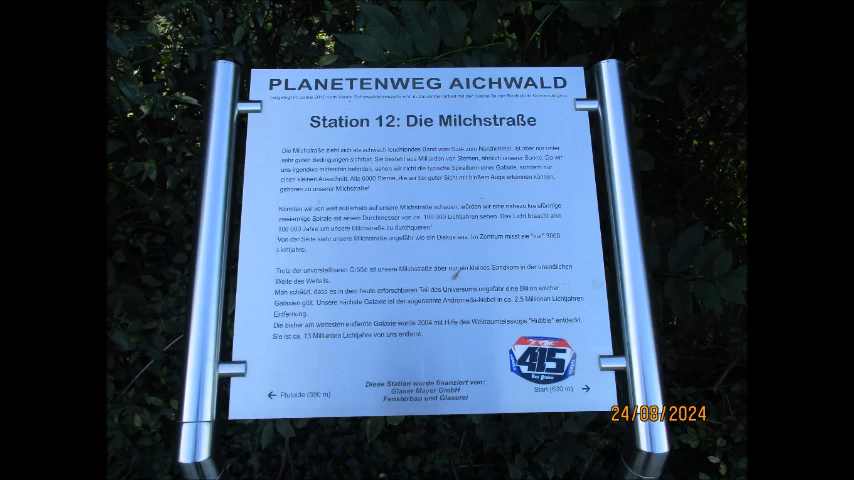 PLANETENWEG AICHWALD
Station 12: Die Milchstraße
Die Milchstraße zieht sich als schwach leuchtendes Band vom Süd- zum Nordhimmel, ist aber nur unter
sehr guten Bedingungen sichtbar. Sie besteht aus Milliarden von Sternen, ähnlich unserer Sonne. Da wir
uns irgendwo mittendrin befinden, sehen wir nicht die typische Spiralform einer Galaxie, sondern nur
einen kleinen Ausschnitt. Alle 6000 Sterne, die wir bei guter Sicht mit bloßem Auge erkennen können,
gehören zu unserer Milchstraße!
Könnten wir von weit außerhalb auf unsere Milchstraße schauen, würden wir eine nahezu kreisförmige
zweiarmige Spirale mit einem Durchmesser von ca. 100 000 Lichtjahren sehen. Das Licht braucht also
100 000 Jahre um unsere Milchstraße zu durchqueren!
Von der Seite sieht unsere Milchstraße ungefähr wie ein Diskus aus. Im Zentrum misst sie "nur" 3000
Lichtjahre.
Trotz der unvorstellbaren Größe ist unsere Milchstraße aber nur ein kleines Sandkorn in der unendlichen
Weite des Weltalls.
Man schätzt, dass es in dem heute erforschbaren Teil des Universums ungefähr eine Billion solcher
Galaxien gibt. Unsere nächste Galaxie ist der sogenannte Andromeda-Nebel in ca. 2,5 Millionen Lichtjahren
Entfernung.
Die bisher am weitesten entfernte Galaxie wurde 2004 mit Hilfe des Weltraumteleskops "Hubble" entdeckt.
Sie ist ca. 13 Milliarden Lichtjahre von uns entfernt.
415
Diese Station wurde finanziert von:
Glaser Mayer GmbH
Fensterbau und Glaserei
← Plutoide (590 m)
Start (630 m) →
24/08/2024